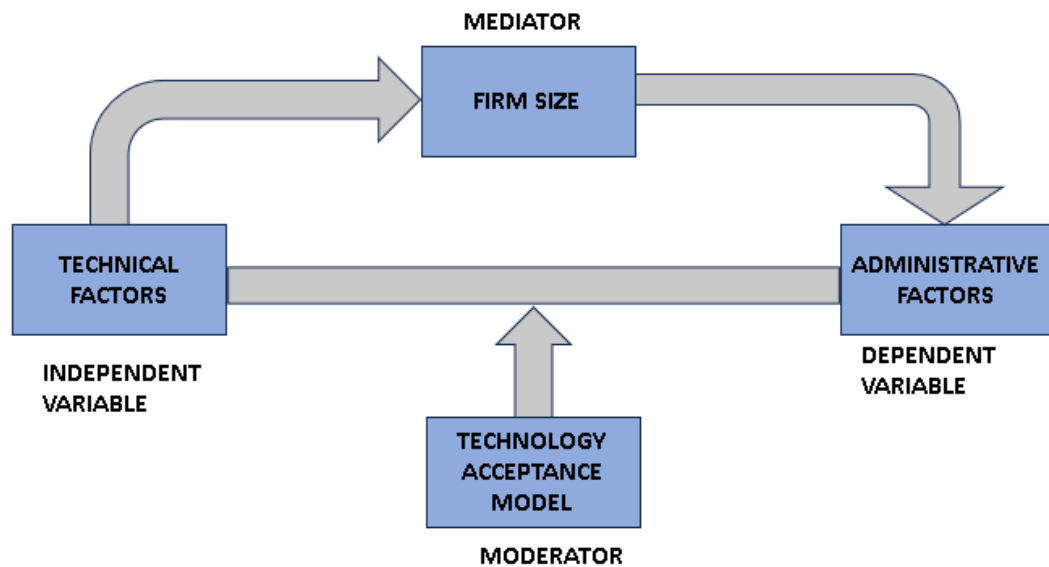 MEDIATOR
FIRM SIZE
TECHNICAL
FACTORS
ADMINISTRATIVE
FACTORS
INDEPENDENT
VARIABLE
DEPENDENT
VARIABLE
TECHNOLOGY
ACCEPTANCE
MODEL
MODERATOR